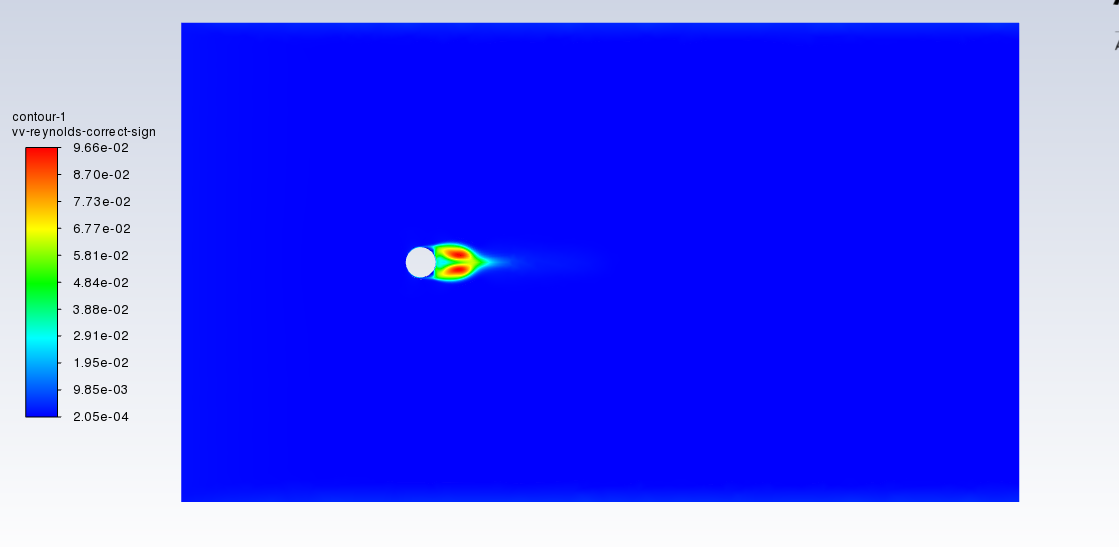 contour-1
vv-reynolds-correct-sign
9.66e-02
8.70e-02
7.73e-02
6.77e-02
5.81e-02
4.84e-02
3.88e-02
2.91e-02
1.95e-02
9.85e-03
2.05e-04